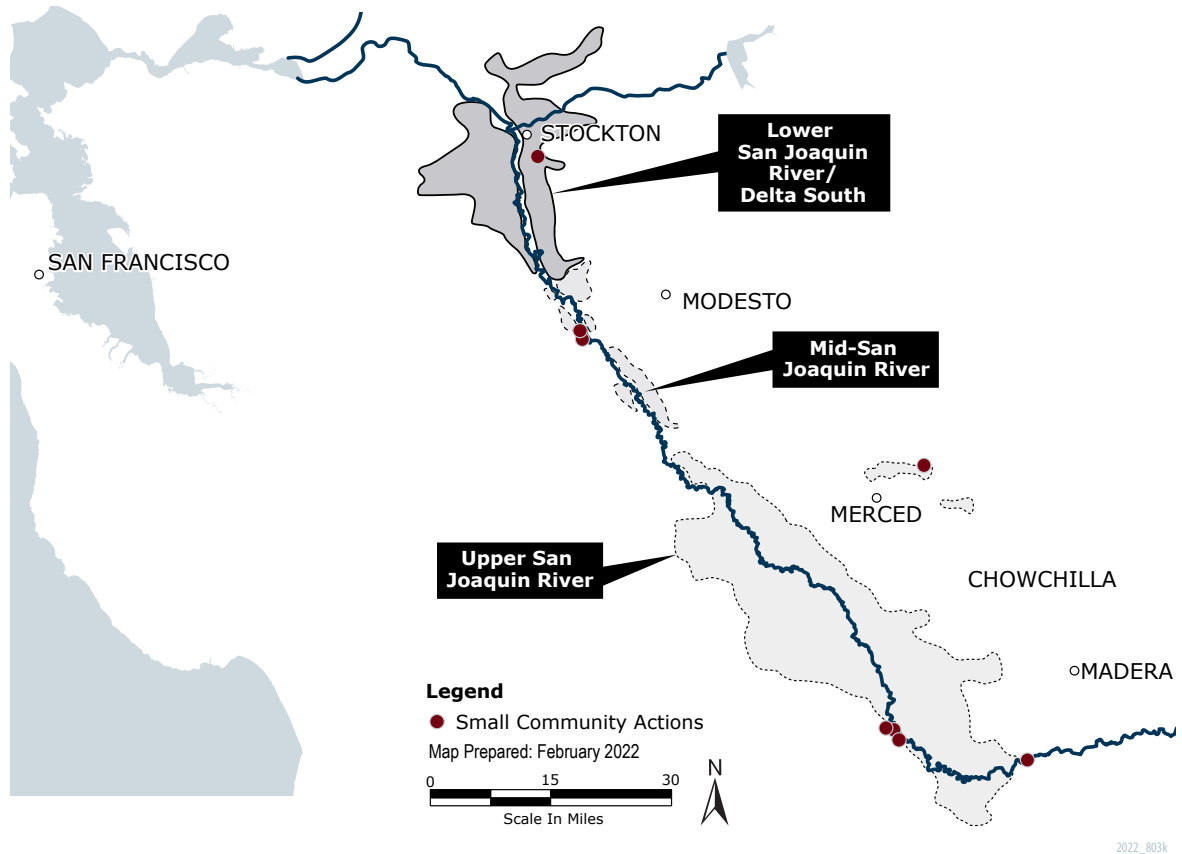 STOCKTON
Lower
San Joaquin
River/
Delta South
SAN FRANCISCO
MODESTO
Mid-San
Joaquin River
MERCED
Upper San
Joaquin River
CHOWCHILLA
MADERA
Legend
Small Community Actions
Map Prepared: February 2022
0 15 30
Scale In Miles
N
2022_803k